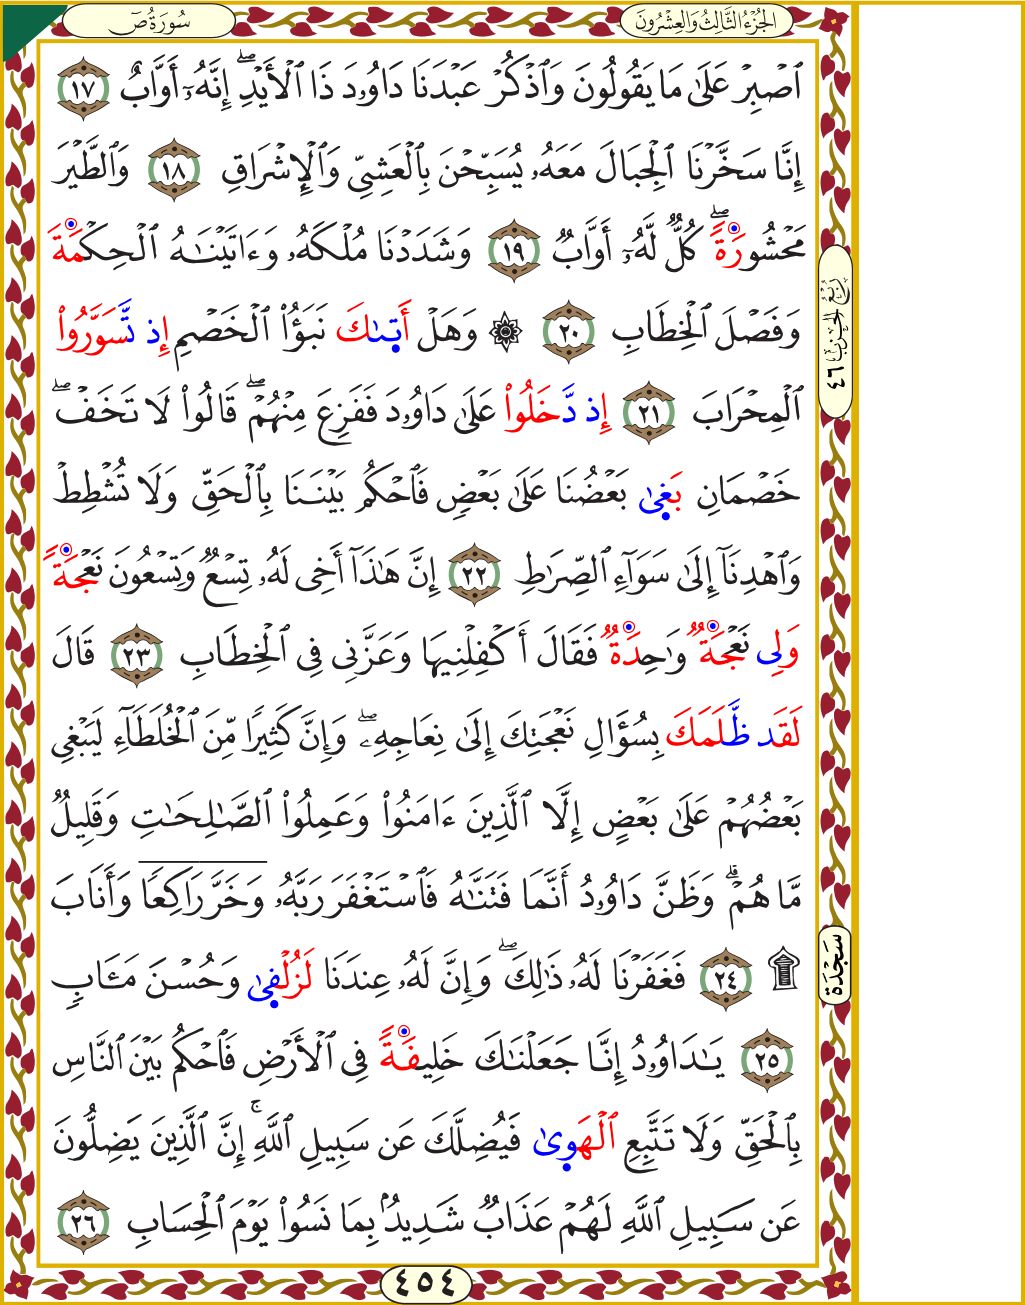 سُورَةُ صٓ
الجُزْءُ الثَّالِثُ وَالعِشْرُونَ
ٱصۡبِرۡ عَلَىٰ مَا يَقُولُونَ وَٱذۡكُرۡ عَبۡدَنَا دَاوُۥدَ ذَا ٱلۡأَيۡدِۖ إِنَّهُۥٓ أَوَّابٌ ١٧
إِنَّا سَخَّرۡنَا ٱلۡجِبَالَ مَعَهُۥ يُسَبِّحۡنَ بِٱلۡعَشِيِّ وَٱلۡإِشۡرَاقِ ١٨ وَٱلطَّيۡرَ
مَحۡشُورَةٗۖ كُلّٞ لَّهُۥٓ أَوَّابٞ ١٩ وَشَدَدۡنَا مُلۡكَهُۥ وَءَاتَيۡنَٰهُ ٱلۡحِكۡمَةَ
وَفَصۡلَ ٱلۡخِطَابِ ٢٠ ۞ وَهَلۡ أَتىٰكَ نَبَؤُاْ ٱلۡخَصۡمِ إِذ تَّسَوَّرُواْ
ٱلۡمِحۡرَابَ ٢١ إِذ دَّخَلُواْ عَلَىٰ دَاوُۥدَ فَفَزِعَ مِنۡهُمۡۖ قَالُواْ لَا تَخَفۡۖ
خَصۡمَانِ بَغىٰ بَعۡضُنَا عَلَىٰ بَعۡضٖ فَٱحۡكُم بَيۡنَنَا بِٱلۡحَقِّ وَلَا تُشۡطِطۡ
وَٱهۡدِنَآ إِلَىٰ سَوَآءِ ٱلصِّرَٰطِ ٢٢ إِنَّ هَٰذَآ أَخِي لَهُۥ تِسۡعٞ وَتِسۡعُونَ نَعۡجَةٗ
وَلِي نَعۡجَةٞ وَٰحِدَةٞ فَقَالَ أَكۡفِلۡنِيهَا وَعَزَّنِي فِي ٱلۡخِطَابِ ٢٣ قَالَ
لَقَد ظَّلَمَكَ بِسُؤَالِ نَعۡجَتِكَ إِلَىٰ نِعَاجِهِۦۖ وَإِنَّ كَثِيرٗا مِّنَ ٱلۡخُلَطَآءِ لَيَبۡغِي
بَعۡضُهُمۡ عَلَىٰ بَعۡضٍ إِلَّا ٱلَّذِينَ ءَامَنُواْ وَعَمِلُواْ ٱلصَّٰلِحَٰتِ وَقَلِيلٞ
مَّا هُمۡۗ وَظَنَّ دَاوُۥدُ أَنَّمَا فَتَنَّٰهُ فَٱسۡتَغۡفَرَ رَبَّهُۥ وَخَرَّ رَاكِعٗا وَأَنَابَ
۩ ٢٤ فَغَفَرۡنَا لَهُۥ ذَٰلِكَۖ وَإِنَّ لَهُۥ عِندَنَا لَزُلۡفىٰ وَحُسۡنَ مَـَٔابٖ
٢٥ يَٰدَاوُۥدُ إِنَّا جَعَلۡنَٰكَ خَلِيفَةٗ فِي ٱلۡأَرۡضِ فَٱحۡكُم بَيۡنَ ٱلنَّاسِ
بِٱلۡحَقِّ وَلَا تَتَّبِعِ ٱلۡهَوىٰ فَيُضِلَّكَ عَن سَبِيلِ ٱللَّهِۚ إِنَّ ٱلَّذِينَ يَضِلُّونَ
عَن سَبِيلِ ٱللَّهِ لَهُمۡ عَذَابٞ شَدِيدُۢ بِمَا نَسُواْ يَوۡمَ ٱلۡحِسَابِ ٢٦
رُبْعُ الحِزْبِ ٤٦
سَجْدَة
٤٥٤